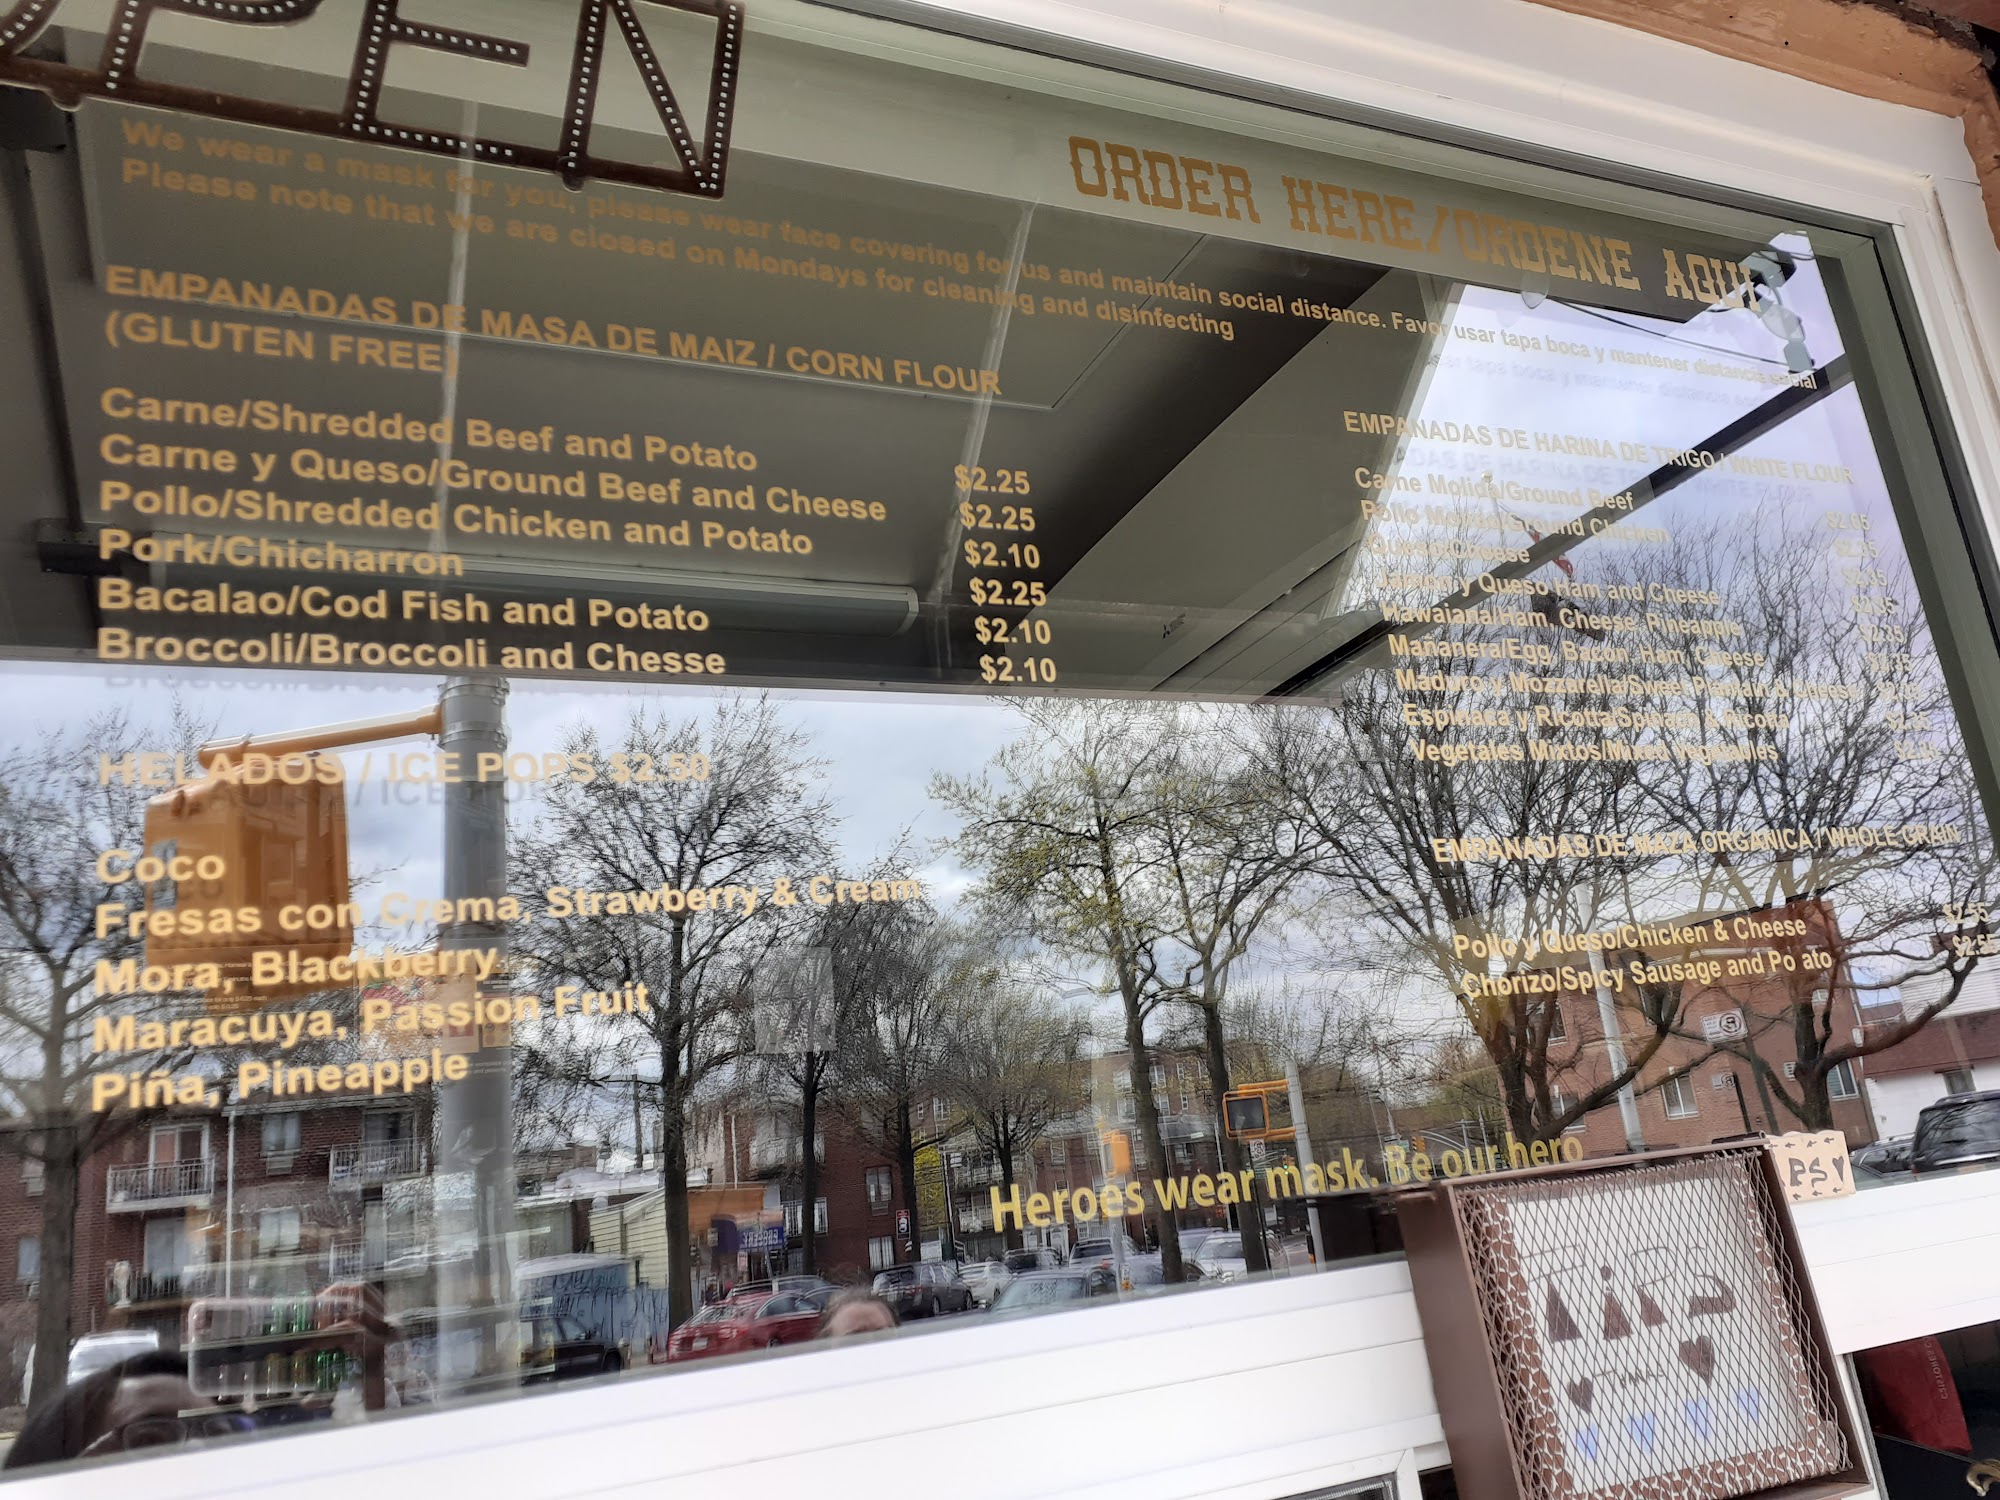 OPEN
ORDER HERE/ORDENE AQUI
We wear a mask for you, please wear face covering for us and maintain social distance. Favor usar tapa boca y mantener distancia social
Please note that we are closed on Mondays for cleaning and disinfecting
EMPANADAS DE MASA DE MAIZ / CORN FLOUR
(GLUTEN FREE)
Carne/Shredded Beef and Potato $2.25
Carne y Queso/Ground Beef and Cheese $2.25
Pollo/Shredded Chicken and Potato $2.10
Pork/Chicharron $2.25
Bacalao/Cod Fish and Potato $2.10
Broccoli/Broccoli and Chesse $2.10
HELADOS / ICE POPS $2.50
Coco
Fresas con Crema, Strawberry & Cream
Mora, Blackberry
Maracuya, Passion Fruit
Piña, Pineapple
EMPANADAS DE HARINA DE TRIGO / WHITE FLOUR
Carne Molida/Ground Beef
Pollo Molido/Ground Chicken
Queso/Cheese
Jamon y Queso/Ham and Cheese
Hawaiana/Ham, Cheese, Pineapple
Mananera/Egg, Bacon, Ham, Cheese
Maduro y Mozzarella/Sweet Plantain & Cheese
Espinaca y Ricotta/Spinach & Ricotta
Vegetales Mixtos/Mixed Vegetables
EMPANADAS DE MAZA ORGANICA / WHOLE GRAIN
Pollo y Queso/Chicken & Cheese $2.55
Chorizo/Spicy Sausage and Po ato $2.55
Heroes wear mask. Be our hero
PS
Tips